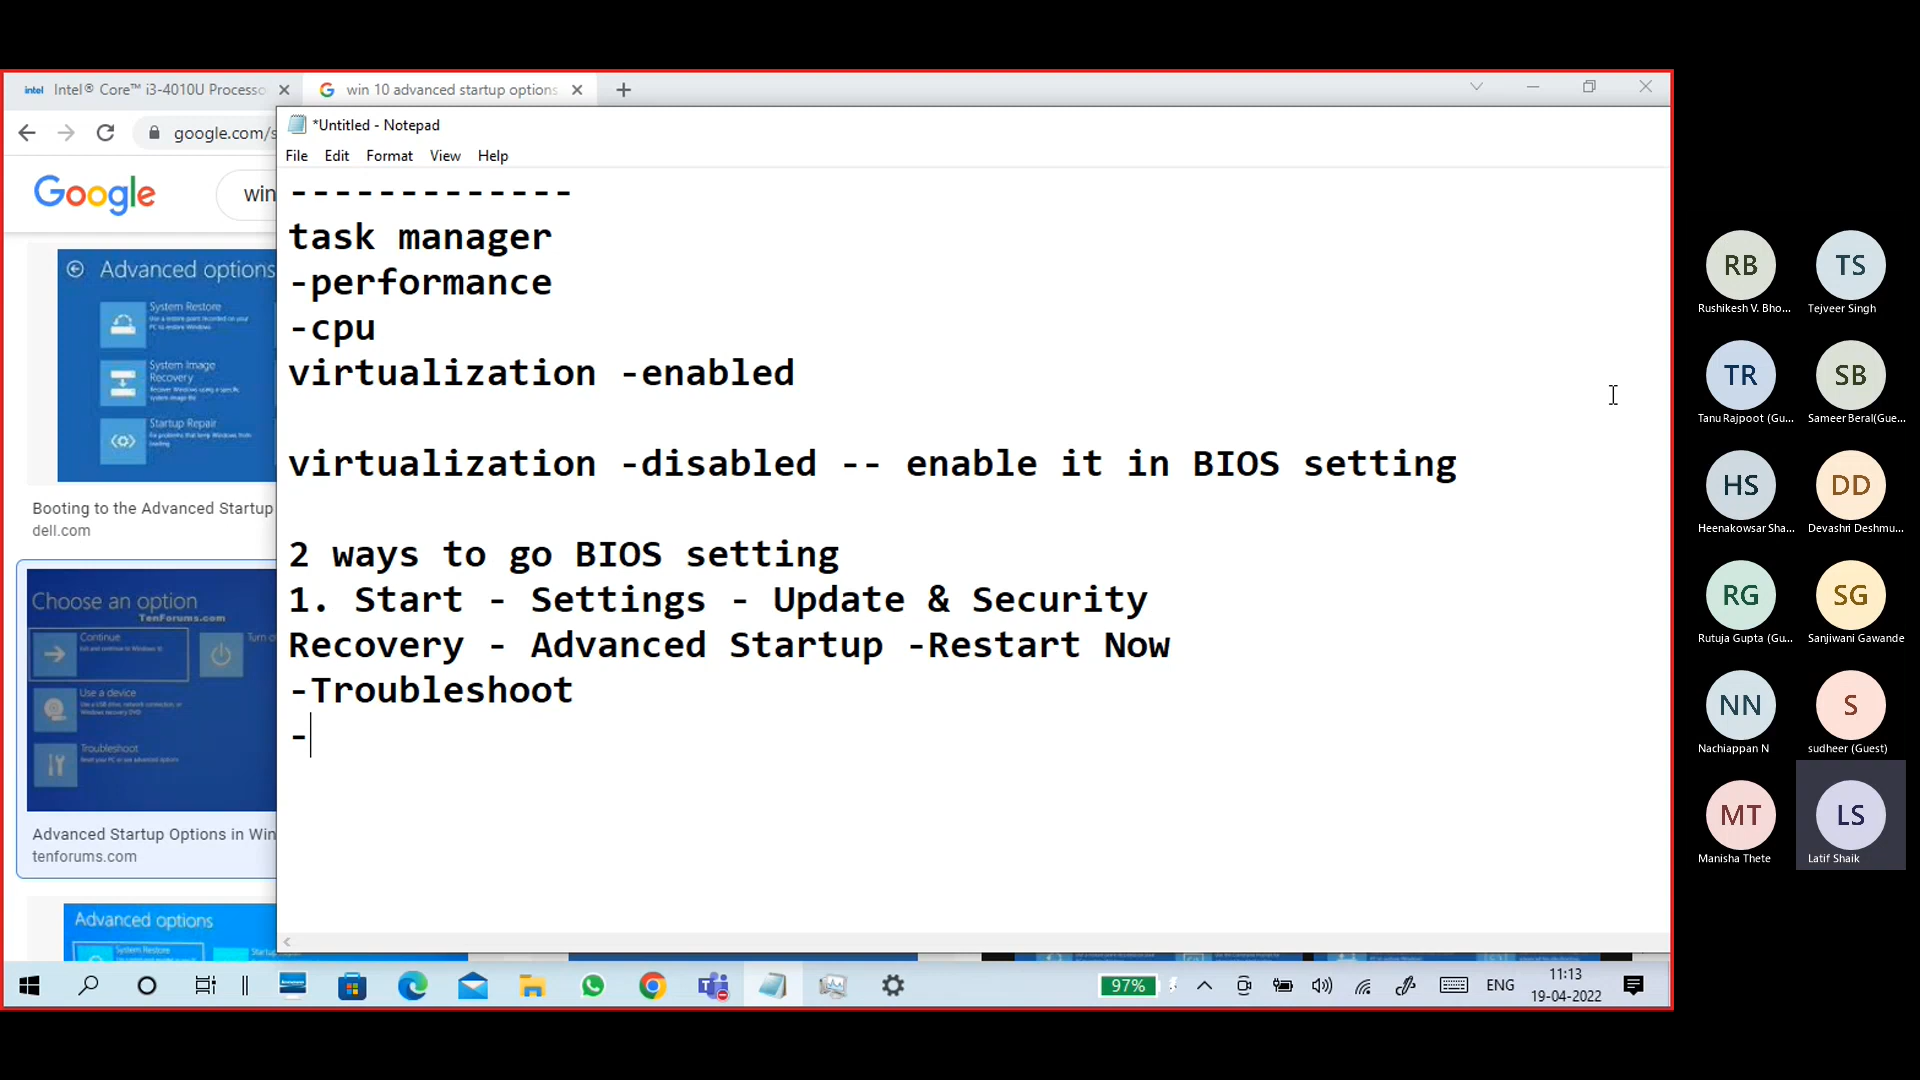 intel Intel® Core™ i3-4010U Processo
win 10 advanced startup options
google.com/s
Google
win
Advanced options
System Restore
System Image
Recovery
Startup Repair
Booting to the Advanced Startup
dell.com
Choose an option
TenForums.com
Continue
Turn o
Use a device
Troubleshoot
Advanced Startup Options in Win
tenforums.com
Advanced options
System Restore
*Untitled - Notepad
File Edit Format View Help
-------------
task manager
-performance
-cpu
virtualization -enabled
virtualization -disabled -- enable it in BIOS setting
2 ways to go BIOS setting
1. Start - Settings - Update & Security
Recovery - Advanced Startup -Restart Now
-Troubleshoot
-
97%
ENG
11:13
19-04-2022
RB
Rushikesh V. Bho...
TS
Tejveer Singh
TR
Tanu Rajpoot (Gu...
SB
Sameer Beral(Gue...
HS
Heenakowsar Sha...
DD
Devashri Deshmu...
RG
Rutuja Gupta (Gu...
SG
Sanjiwani Gawande
NN
Nachiappan N
S
sudheer (Guest)
MT
Manisha Thete
LS
Latif Shaik